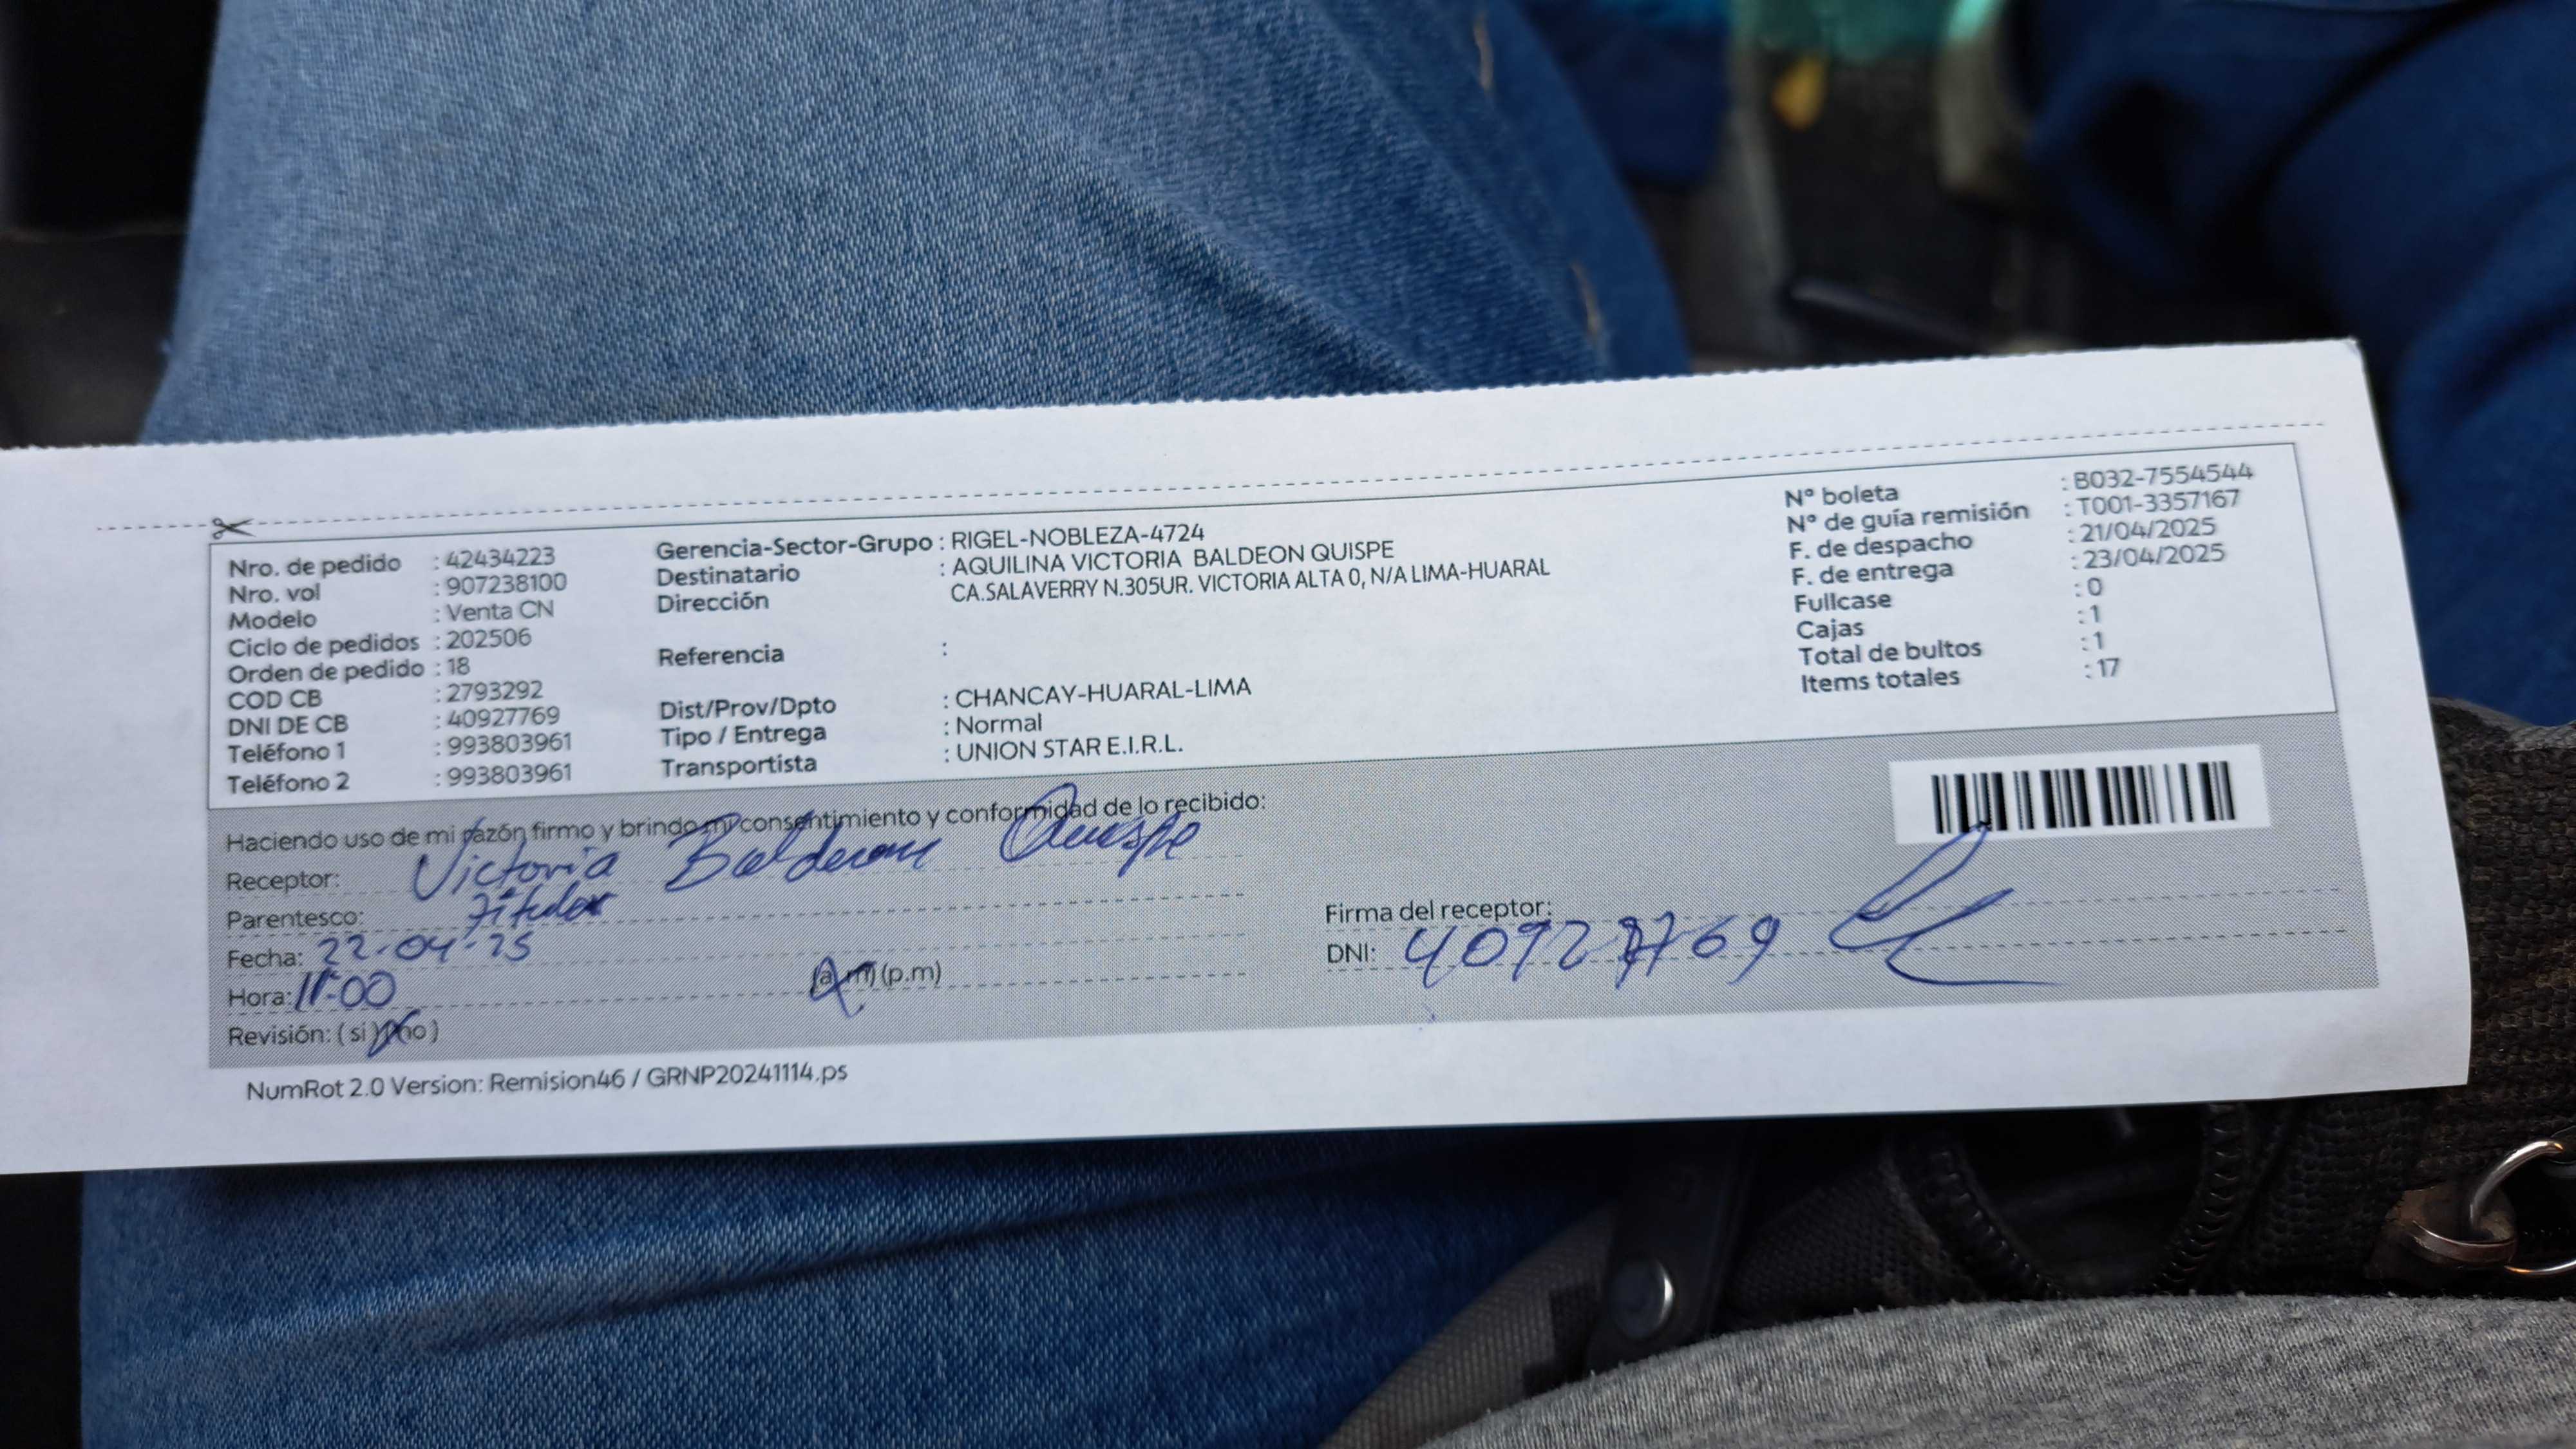 Nro. de pedido : 42434223
Nro. vol : 907238100
Modelo : Venta CN
Ciclo de pedidos : 202506
Orden de pedido : 18
COD CB : 2793292
DNI DE CB : 40927769
Teléfono 1 : 993803961
Teléfono 2 : 993803961
Gerencia-Sector-Grupo : RIGEL-NOBLEZA-4724
Destinatario : AQUILINA VICTORIA BALDEON QUISPE
Dirección CA.SALAVERRY N.305UR. VICTORIA ALTA 0, N/A LIMA-HUARAL
Referencia :
Dist/Prov/Dpto : CHANCAY-HUARAL-LIMA
Tipo / Entrega : Normal
Transportista : UNION STAR E.I.R.L.
N° boleta : B032-7554544
N° de guía remisión : T001-3357167
F. de despacho : 21/04/2025
F. de entrega : 23/04/2025
Fullcase : 0
Cajas : 1
Total de bultos : 1
Items totales : 17
Haciendo uso de mi razón firmo y brindo mi consentimiento y conformidad de lo recibido:
Receptor: Victoria Baldeon Quispe
Parentesco: Titular
Fecha: 22-04-25
Hora: 11:00 (a.m) (p.m)
Revisión: ( si ) ( no )
Firma del receptor:
DNI: 40927769
NumRot 2.0 Version: Remision46 / GRNP20241114.ps